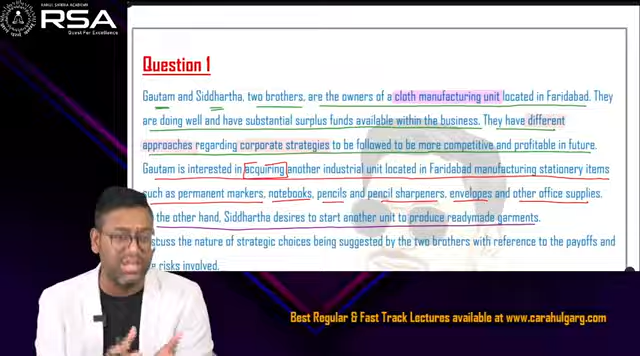 RAHUL SHARMA ACADEMY
RSA
Quest For Excellence
Question 1
Gautam and Siddhartha, two brothers, are the owners of a cloth manufacturing unit located in Faridabad. They
are doing well and have substantial surplus funds available within the business. They have different
approaches regarding corporate strategies to be followed to be more competitive and profitable in future.
Gautam is interested in acquiring another industrial unit located in Faridabad manufacturing stationery items
such as permanent markers, notebooks, pencils and pencil sharpeners, envelopes and other office supplies.
the other hand, Siddhartha desires to start another unit to produce readymade garments.
discuss the nature of strategic choices being suggested by the two brothers with reference to the payoffs and
risks involved.
Best Regular & Fast Track Lectures available at www.carahulgarg.com